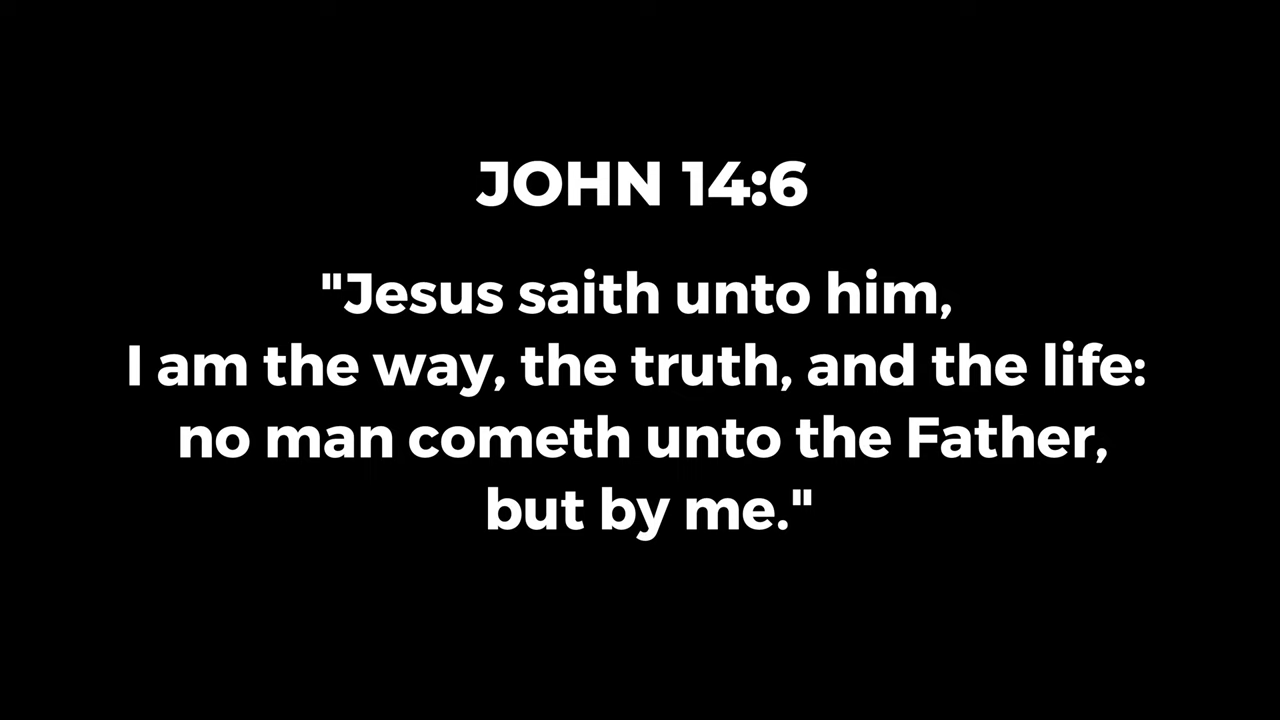 JOHN 14:6
"Jesus saith unto him,
I am the way, the truth, and the life:
no man cometh unto the Father,
but by me."